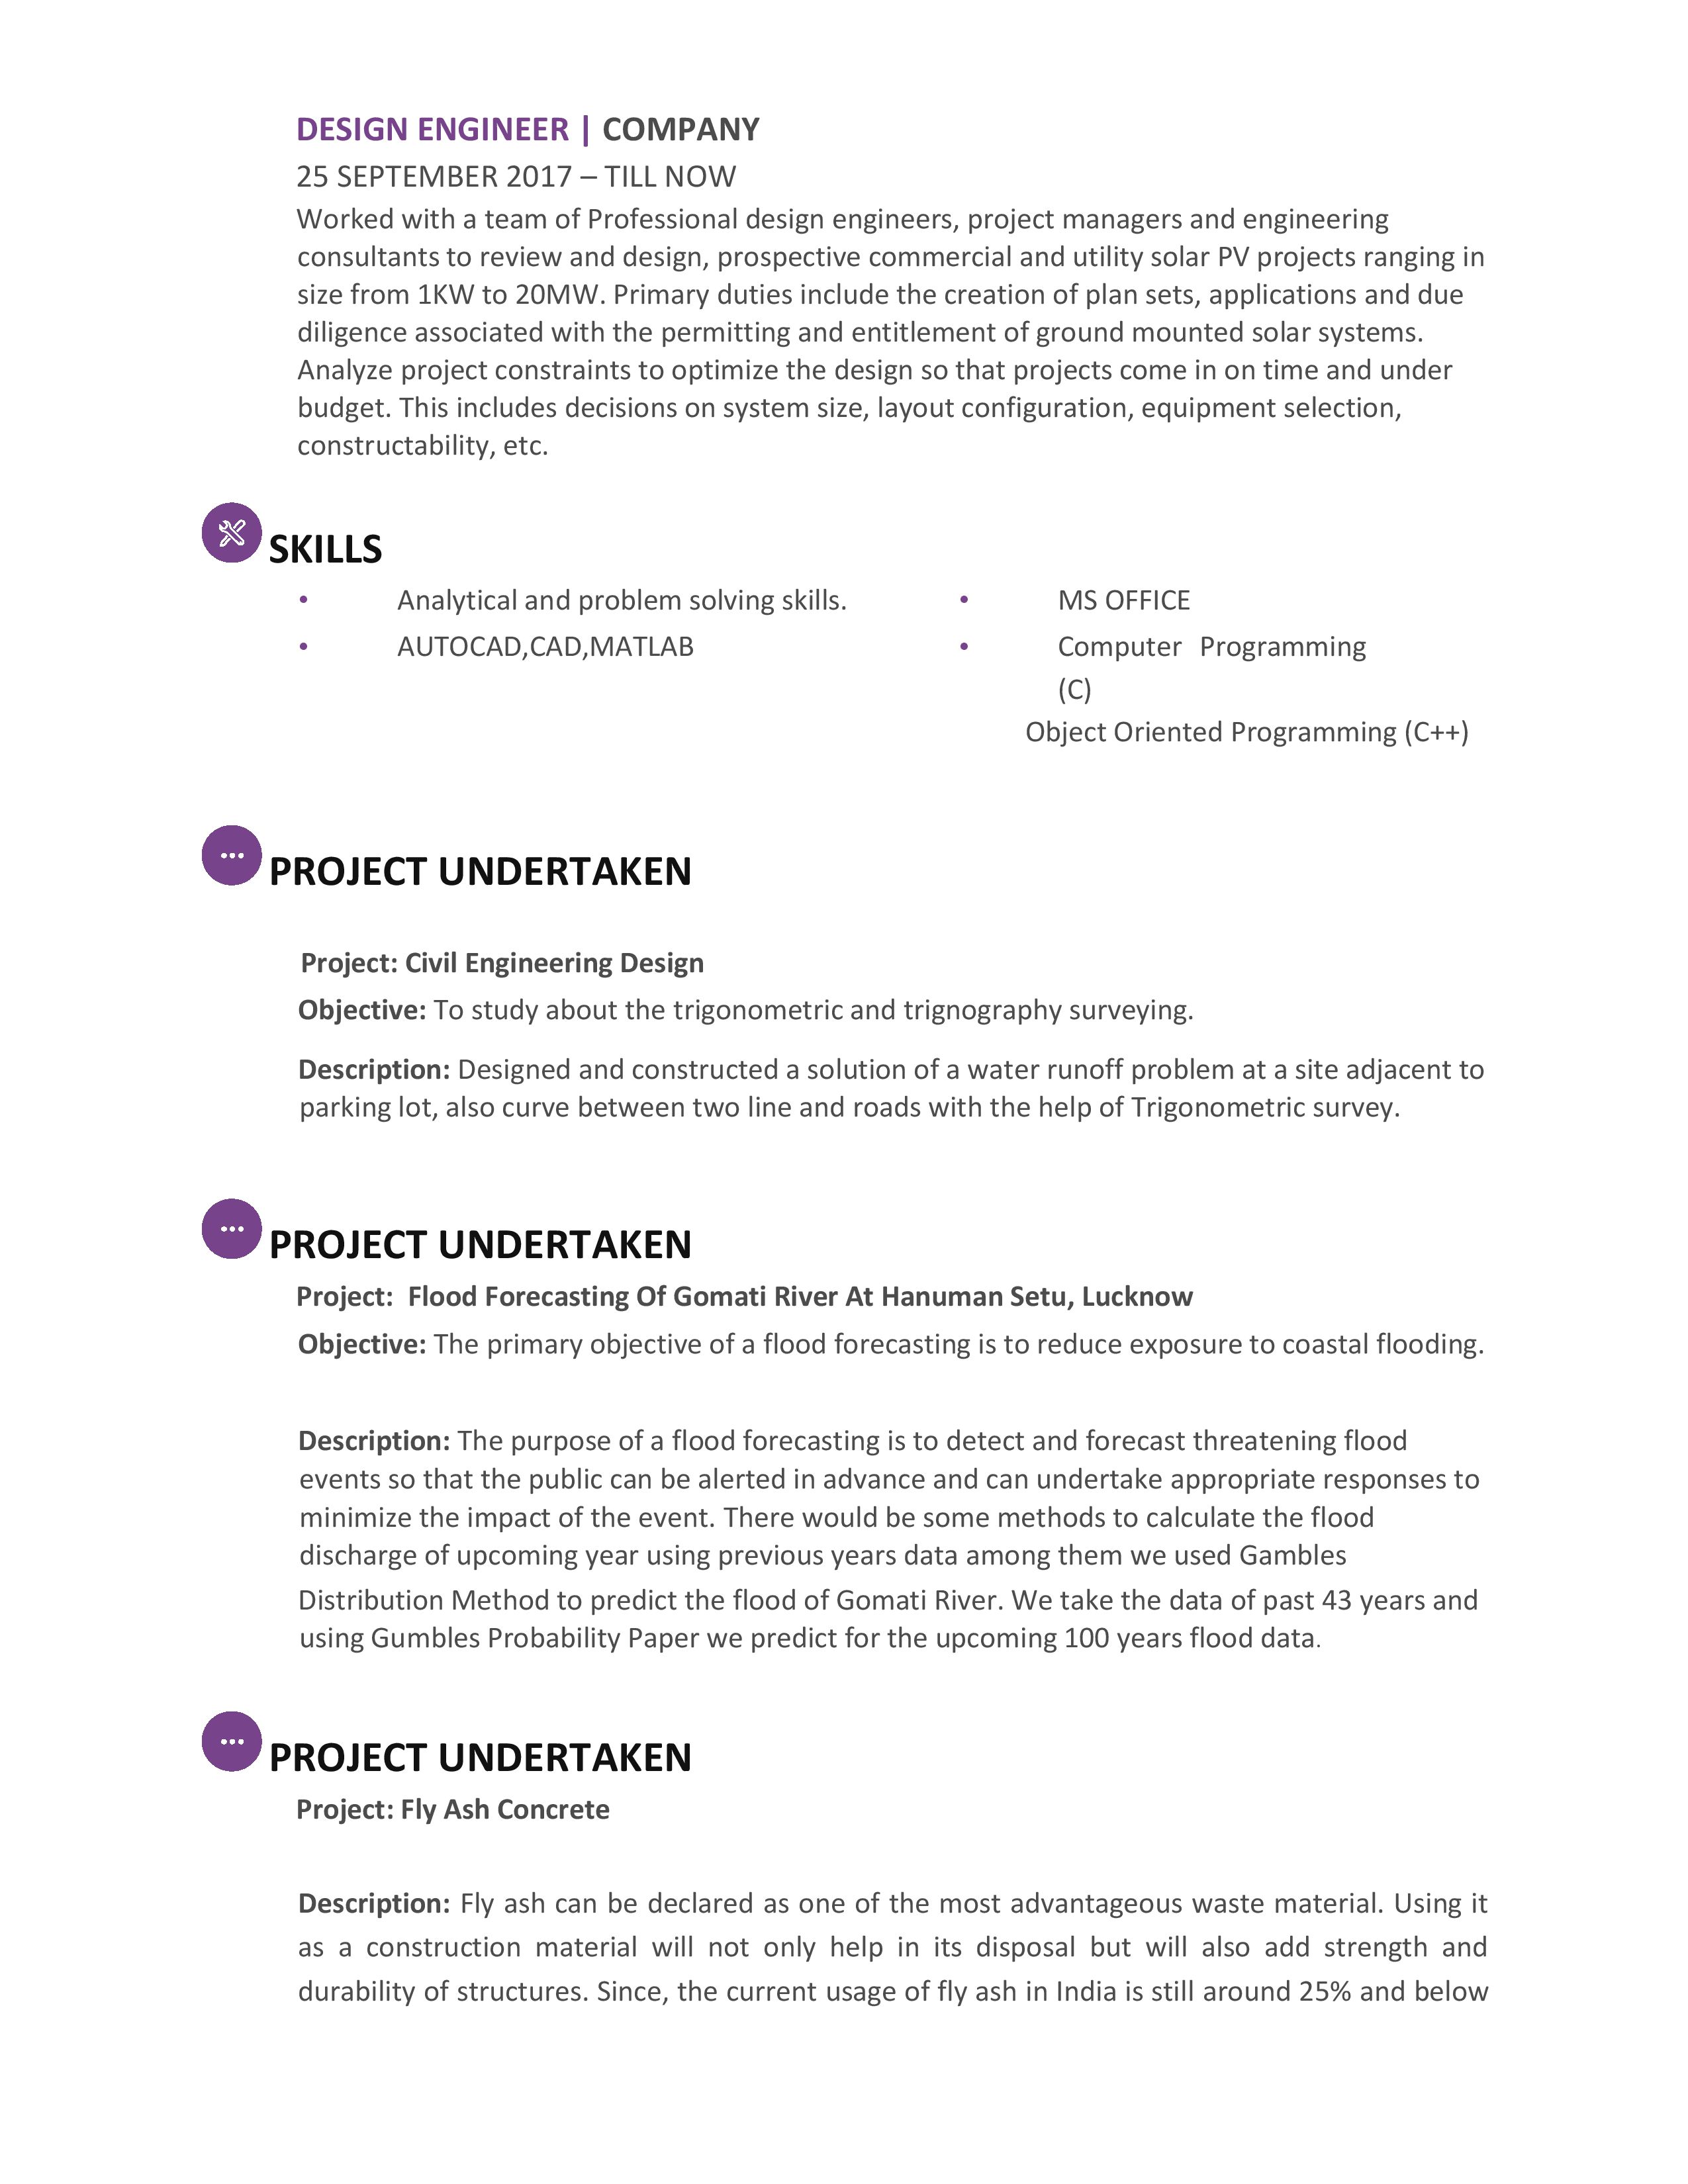 DESIGN ENGINEER | COMPANY
25 SEPTEMBER 2017 – TILL NOW
Worked with a team of Professional design engineers, project managers and engineering
consultants to review and design, prospective commercial and utility solar PV projects ranging in
size from 1KW to 20MW. Primary duties include the creation of plan sets, applications and due
diligence associated with the permitting and entitlement of ground mounted solar systems.
Analyze project constraints to optimize the design so that projects come in on time and under
budget. This includes decisions on system size, layout configuration, equipment selection,
constructability, etc.
SKILLS
• Analytical and problem solving skills.
• AUTOCAD,CAD,MATLAB
• MS OFFICE
• Computer Programming
(C)
Object Oriented Programming (C++)
PROJECT UNDERTAKEN
Project: Civil Engineering Design
Objective: To study about the trigonometric and trignography surveying.
Description: Designed and constructed a solution of a water runoff problem at a site adjacent to
parking lot, also curve between two line and roads with the help of Trigonometric survey.
PROJECT UNDERTAKEN
Project: Flood Forecasting Of Gomati River At Hanuman Setu, Lucknow
Objective: The primary objective of a flood forecasting is to reduce exposure to coastal flooding.
Description: The purpose of a flood forecasting is to detect and forecast threatening flood
events so that the public can be alerted in advance and can undertake appropriate responses to
minimize the impact of the event. There would be some methods to calculate the flood
discharge of upcoming year using previous years data among them we used Gambles
Distribution Method to predict the flood of Gomati River. We take the data of past 43 years and
using Gumbles Probability Paper we predict for the upcoming 100 years flood data.
PROJECT UNDERTAKEN
Project: Fly Ash Concrete
Description: Fly ash can be declared as one of the most advantageous waste material. Using it
as a construction material will not only help in its disposal but will also add strength and
durability of structures. Since, the current usage of fly ash in India is still around 25% and below